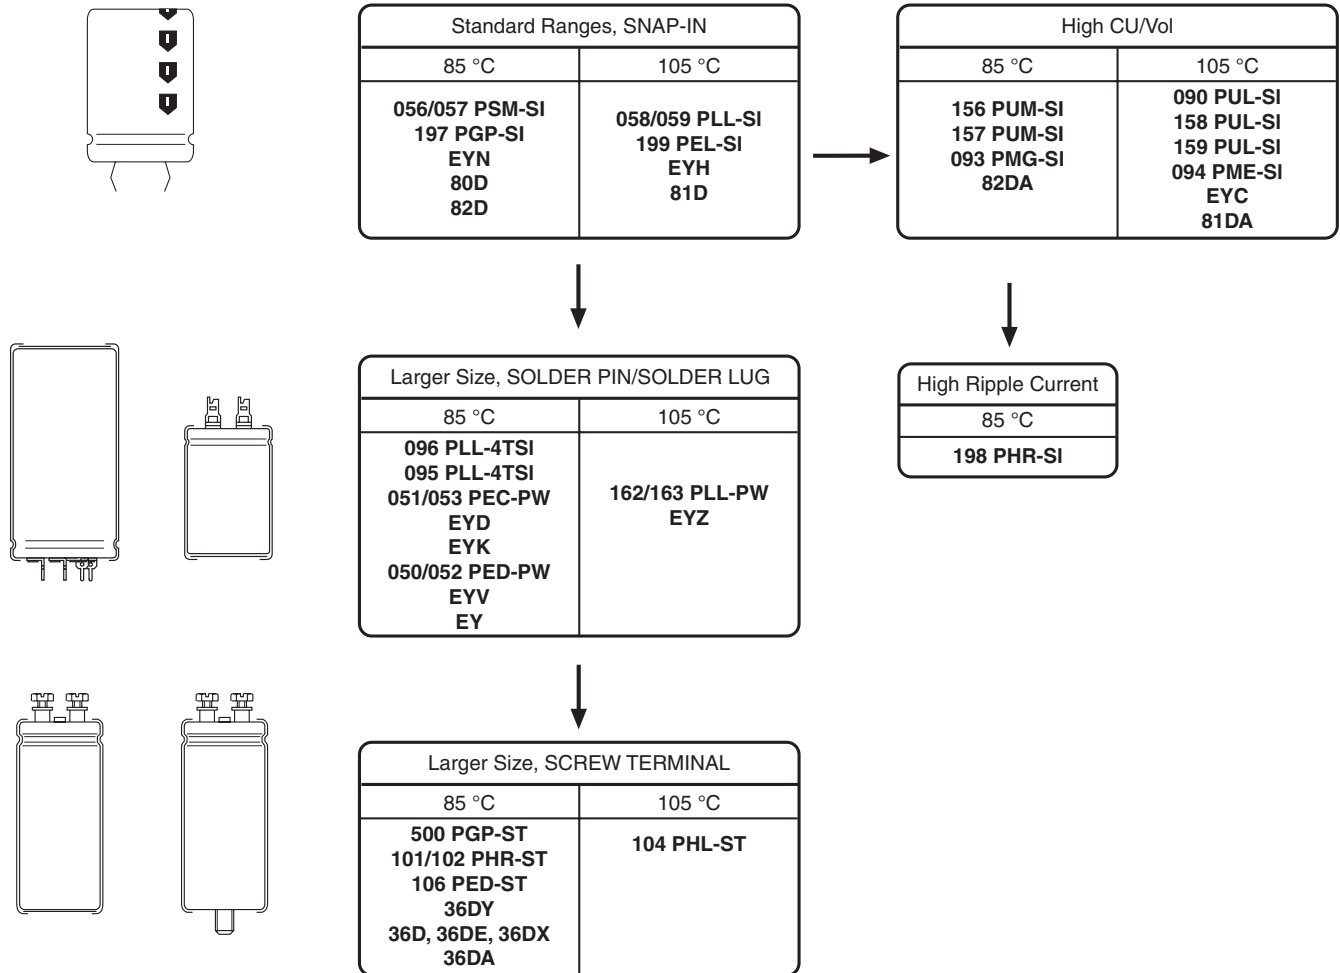 Standard Ranges, SNAP-IN
85 °C
105 °C
056/057 PSM-SI
197 PGP-SI
EYN
80D
82D
058/059 PLL-SI
199 PEL-SI
EYH
81D
High CU/Vol
85 °C
105 °C
156 PUM-SI
157 PUM-SI
093 PMG-SI
82DA
090 PUL-SI
158 PUL-SI
159 PUL-SI
094 PME-SI
EYC
81DA
Larger Size, SOLDER PIN/SOLDER LUG
85 °C
105 °C
096 PLL-4TSI
095 PLL-4TSI
051/053 PEC-PW
EYD
EYK
050/052 PED-PW
EYV
EY
162/163 PLL-PW
EYZ
High Ripple Current
85 °C
198 PHR-SI
Larger Size, SCREW TERMINAL
85 °C
105 °C
500 PGP-ST
101/102 PHR-ST
106 PED-ST
36DY
36D, 36DE, 36DX
36DA
104 PHL-ST